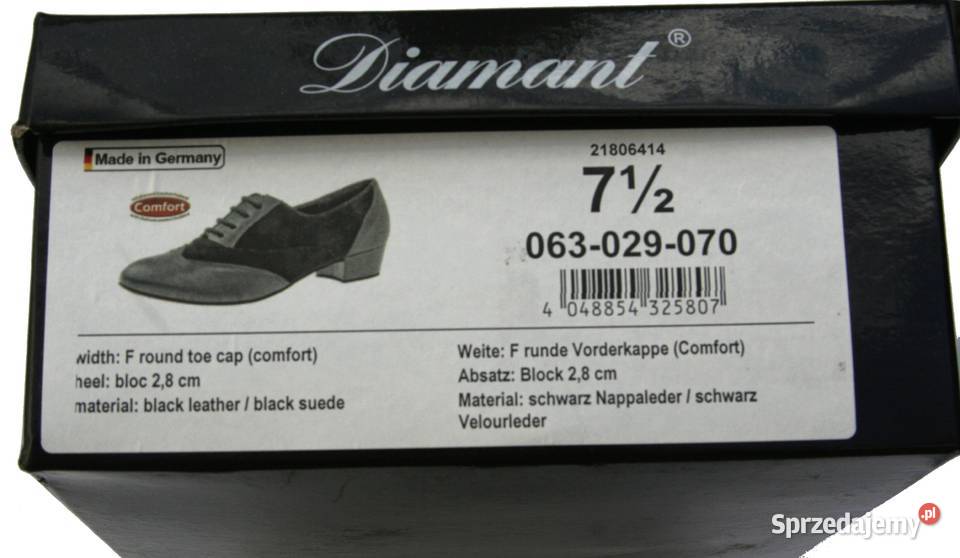 Diamant®
Made in Germany
Comfort
21806414
7½
063-029-070
4 048854 325807
width: F round toe cap (comfort)
heel: bloc 2,8 cm
material: black leather / black suede
Weite: F runde Vorderkappe (Comfort)
Absatz: Block 2,8 cm
Material: schwarz Nappaleder / schwarz
Velourleder
Sprzedajemy.pl